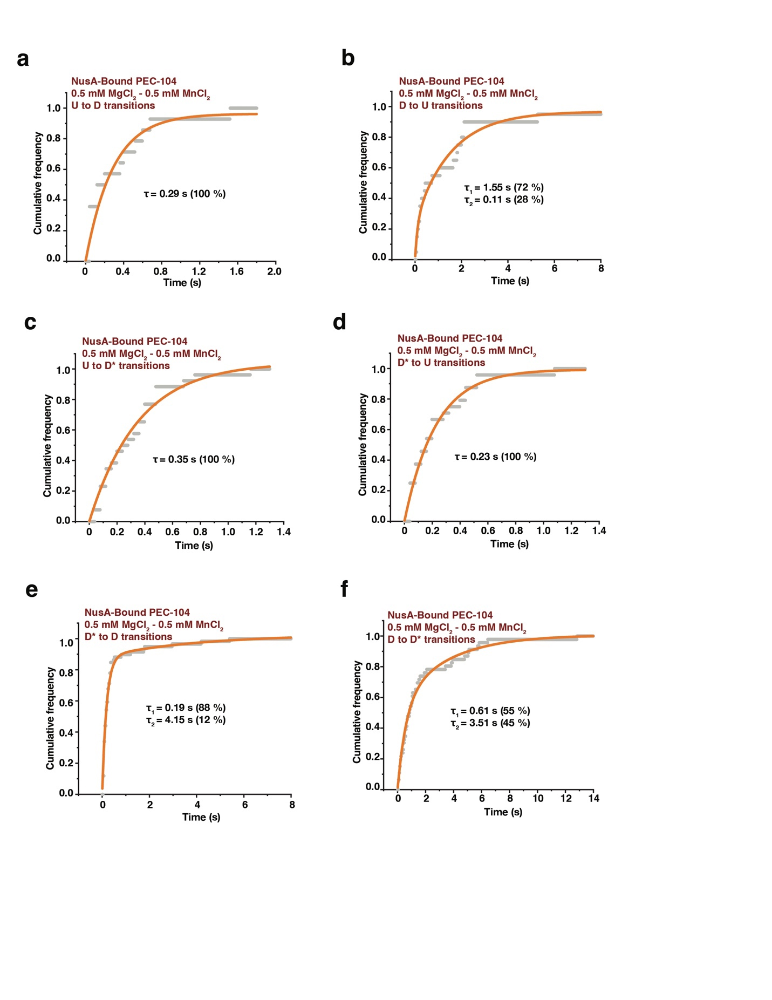 a
NusA-Bound PEC-104
0.5 mM MgCl2 - 0.5 mM MnCl2
U to D transitions
1.0
0.8
0.6
0.4
0.2
0.0
Cumulative frequency
τ = 0.29 s (100 %)
0 0.4 0.8 1.2 1.6 2.0
Time (s)
b
NusA-Bound PEC-104
0.5 mM MgCl2 - 0.5 mM MnCl2
D to U transitions
1.0
0.8
0.6
0.4
0.2
0.0
Cumulative frequency
τ1 = 1.55 s (72 %)
τ2 = 0.11 s (28 %)
0 2 4 6 8
Time (s)
c
NusA-Bound PEC-104
0.5 mM MgCl2 - 0.5 mM MnCl2
U to D* transitions
1.0
0.8
0.6
0.4
0.2
0.0
Cumulative frequency
τ = 0.35 s (100 %)
0 0.2 0.4 0.6 0.8 1.0 1.2 1.4
Time (s)
d
NusA-Bound PEC-104
0.5 mM MgCl2 - 0.5 mM MnCl2
D* to U transitions
1.0
0.8
0.6
0.4
0.2
0.0
Cumulative frequency
τ = 0.23 s (100 %)
0 0.2 0.4 0.6 0.8 1.0 1.2 1.4
Time (s)
e
NusA-Bound PEC-104
0.5 mM MgCl2 - 0.5 mM MnCl2
D* to D transitions
1.0
0.8
0.6
0.4
0.2
0.0
Cumulative frequency
τ1 = 0.19 s (88 %)
τ2 = 4.15 s (12 %)
0 2 4 6 8
Time (s)
f
NusA-Bound PEC-104
0.5 mM MgCl2 - 0.5 mM MnCl2
D to D* transitions
1.0
0.8
0.6
0.4
0.2
0.0
Cumulative frequency
τ1 = 0.61 s (55 %)
τ2 = 3.51 s (45 %)
0 2 4 6 8 10 12 14
Time (s)